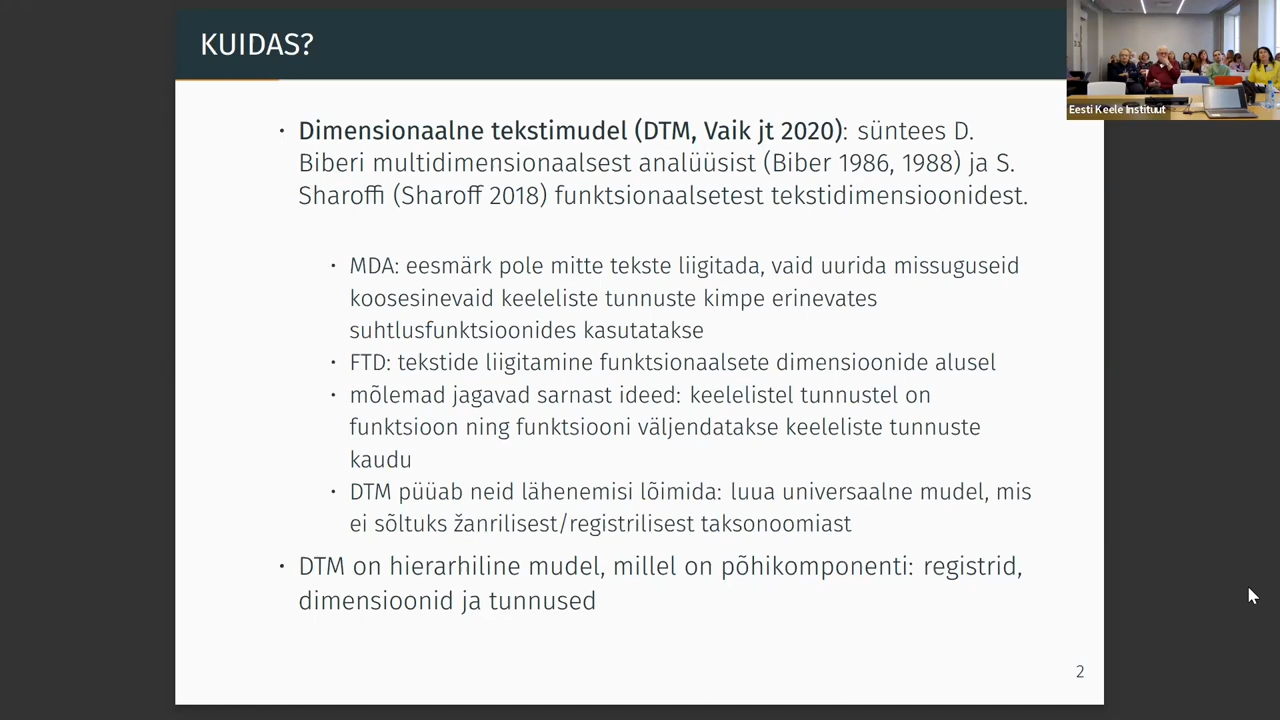 KUIDAS?
Eesti Keele Instituut
• Dimensionaalne tekstimudel (DTM, Vaik jt 2020): süntees D.
Biberi multidimensionaalsest analüüsist (Biber 1986, 1988) ja S.
Sharoffi (Sharoff 2018) funktsionaalsetest tekstidimensioonidest.
• MDA: eesmärk pole mitte tekste liigitada, vaid uurida missuguseid
koosesinevaid keeleliste tunnuste kimpe erinevates
suhtlusfunktsioonides kasutatakse
• FTD: tekstide liigitamine funktsionaalsete dimensioonide alusel
• mõlemad jagavad sarnast ideed: keelelistel tunnustel on
funktsioon ning funktsiooni väljendatakse keeleliste tunnuste
kaudu
• DTM püüab neid lähenemisi lõimida: luua universaalne mudel, mis
ei sõltuks žanrilisest/registrilisest taksonoomiast
• DTM on hierarhiline mudel, millel on põhikomponenti: registrid,
dimensioonid ja tunnused
2